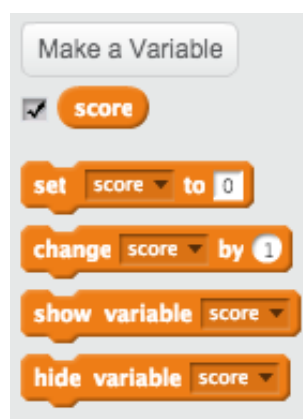 Make a Variable
score
set score to 0
change score by 1
show variable score
hide variable score